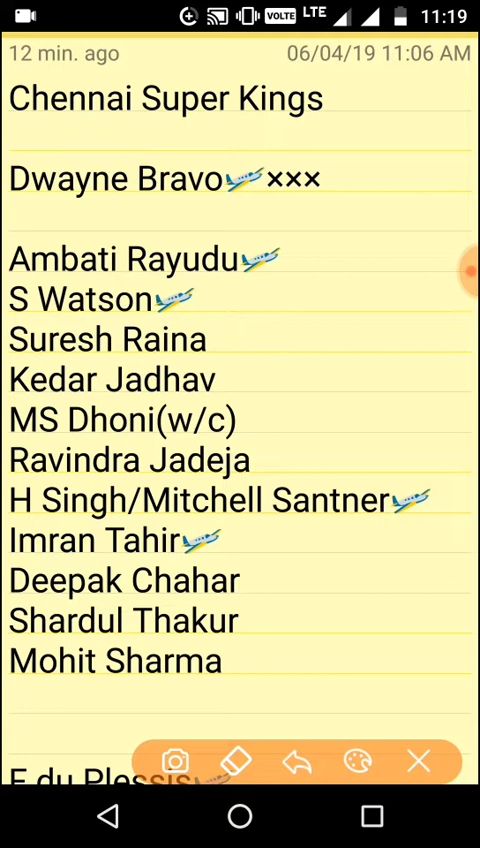 VOLTE LTE 11:19
12 min. ago 06/04/19 11:06 AM
Chennai Super Kings
Dwayne Bravo🛩️×××
Ambati Rayudu🛩️
S Watson🛩️
Suresh Raina
Kedar Jadhav
MS Dhoni(w/c)
Ravindra Jadeja
H Singh/Mitchell Santner🛩️
Imran Tahir🛩️
Deepak Chahar
Shardul Thakur
Mohit Sharma
F du Plessis🛩️